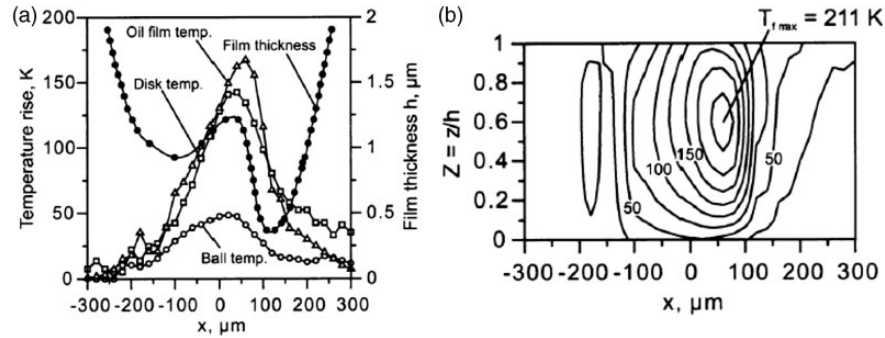 (a)
200
150
100
50
0
Temperature rise, K
Oil film temp.
Film thickness
Disk temp.
Ball temp.
2
1.5
1
0.5
0
Film thickness h, μm
-300 -200 -100 0 100 200 300
x, μm
(b)
T f max = 211 K
1
0.8
0.6
0.4
0.2
0
Z = z/h
50
100
150
50
-300 -200 -100 0 100 200 300
x, μm